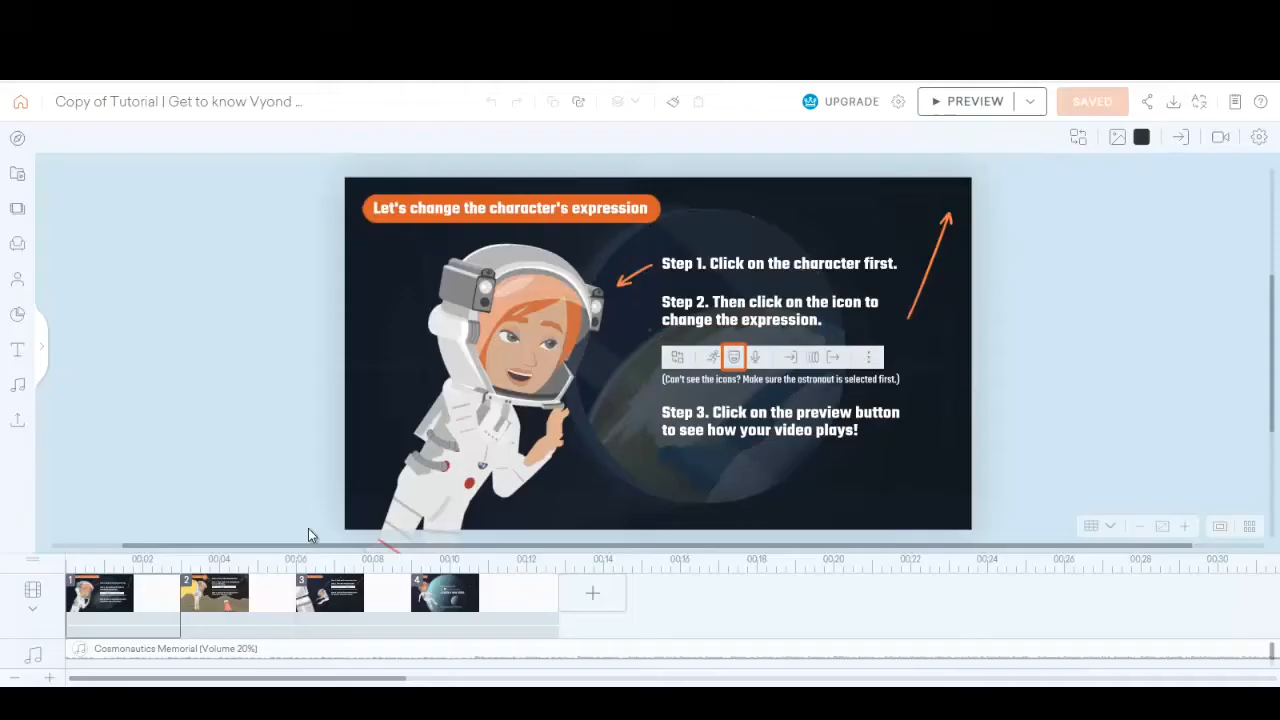 Copy of Tutorial | Get to know Vyond ...
UPGRADE
PREVIEW
SAVED
Let's change the character's expression
Step 1. Click on the character first.
Step 2. Then click on the icon to
change the expression.
(Can't see the icons? Make sure the astronaut is selected first.)
Step 3. Click on the preview button
to see how your video plays!
00:02 00:04 00:06 00:08 00:10 00:12 00:14 00:16 00:18 00:20 00:22 00:24 00:26 00:28 00:30
1 2 3 4
Cosmonautics Memorial (Volume 20%)